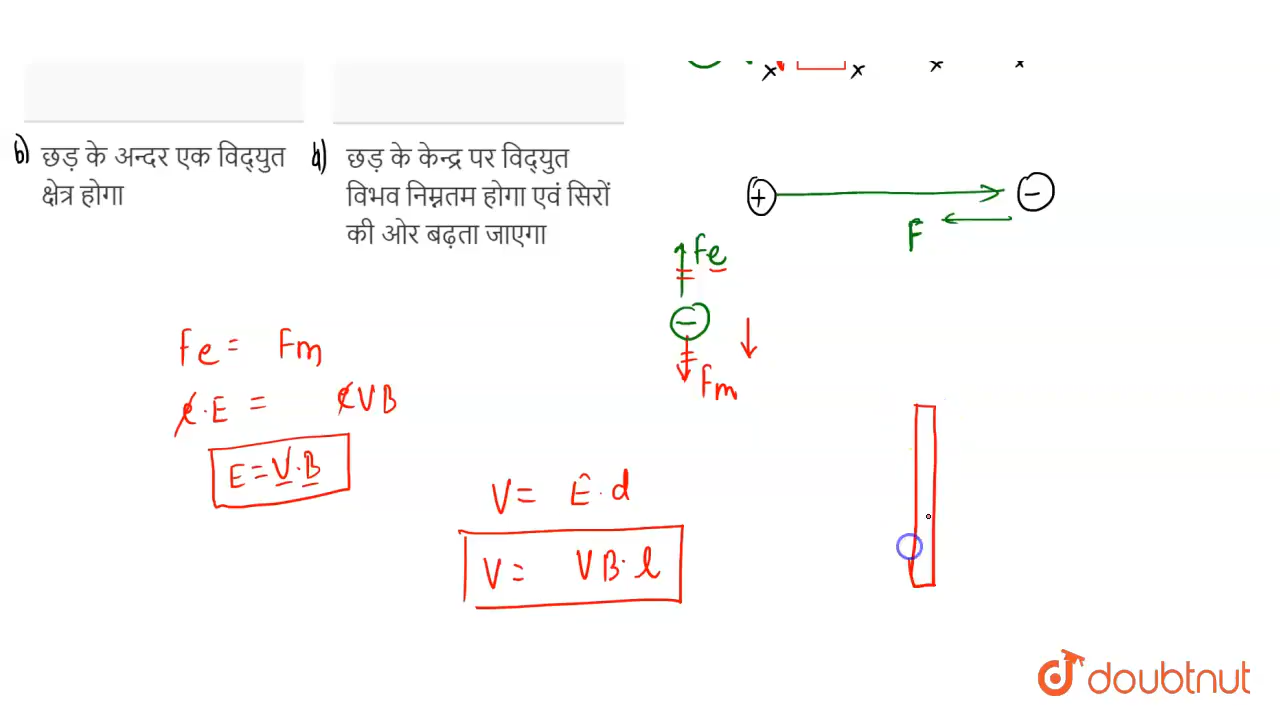 x x x x
b) छड़ के अन्दर एक विद्युत
क्षेत्र होगा
d) छड़ के केन्द्र पर विद्युत
विभव निम्नतम होगा एवं सिरों
की ओर बढ़ता जाएगा
+ −
F
Fe
−
Fm
Fe = Fm
e·E = eVB
E = V·B
V = E·d
V = VB·l
doubtnut